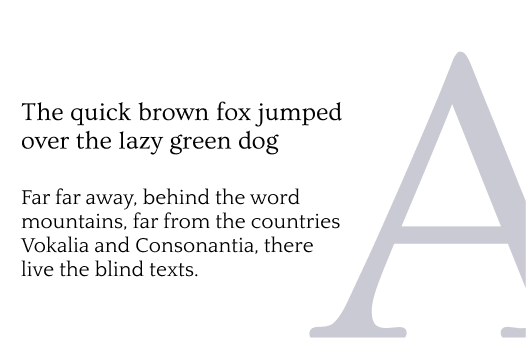 The quick brown fox jumped
over the lazy green dog
Far far away, behind the word
mountains, far from the countries
Vokalia and Consonantia, there
live the blind texts.
A